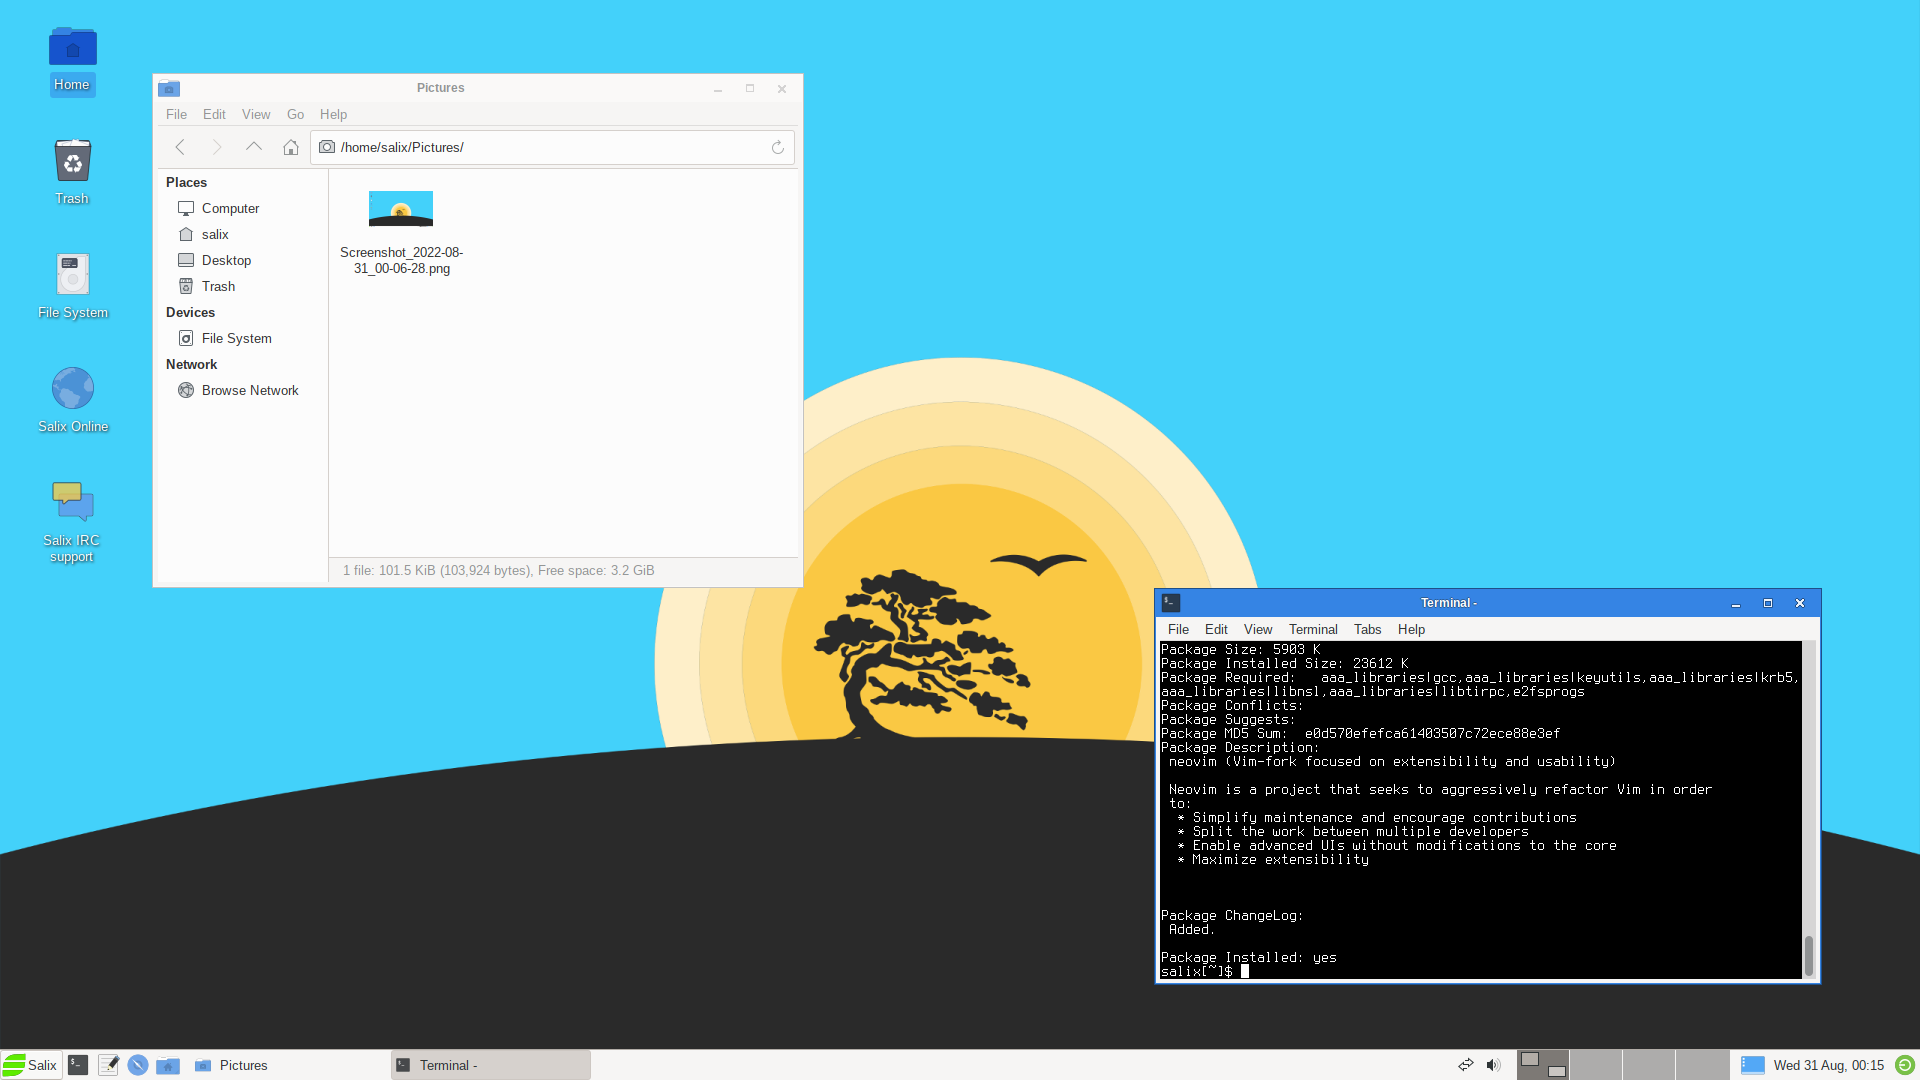 Home
Trash
File System
Salix Online
Salix IRC
support
Pictures
File Edit View Go Help
/home/salix/Pictures/
Places
Computer
salix
Desktop
Trash
Devices
File System
Network
Browse Network
Screenshot_2022-08-
31_00-06-28.png
1 file: 101.5 KiB (103,924 bytes), Free space: 3.2 GiB
Terminal -
File Edit View Terminal Tabs Help
Package Size: 5903 K
Package Installed Size: 23612 K
Package Required:   aaa_libraries|gcc,aaa_libraries|keyutils,aaa_libraries|krb5,
aaa_libraries|libnsl,aaa_libraries|libtirpc,e2fsprogs
Package Conflicts:
Package Suggests:
Package MD5 Sum:  e0d570efefca61403507c72ece88e3ef
Package Description:
neovim (Vim-fork focused on extensibility and usability)
Neovim is a project that seeks to aggressively refactor Vim in order
to:
* Simplify maintenance and encourage contributions
* Split the work between multiple developers
* Enable advanced UIs without modifications to the core
* Maximize extensibility
Package ChangeLog:
Added.
Package Installed: yes
salix[~]$
Salix
Pictures
Terminal -
Wed 31 Aug, 00:15